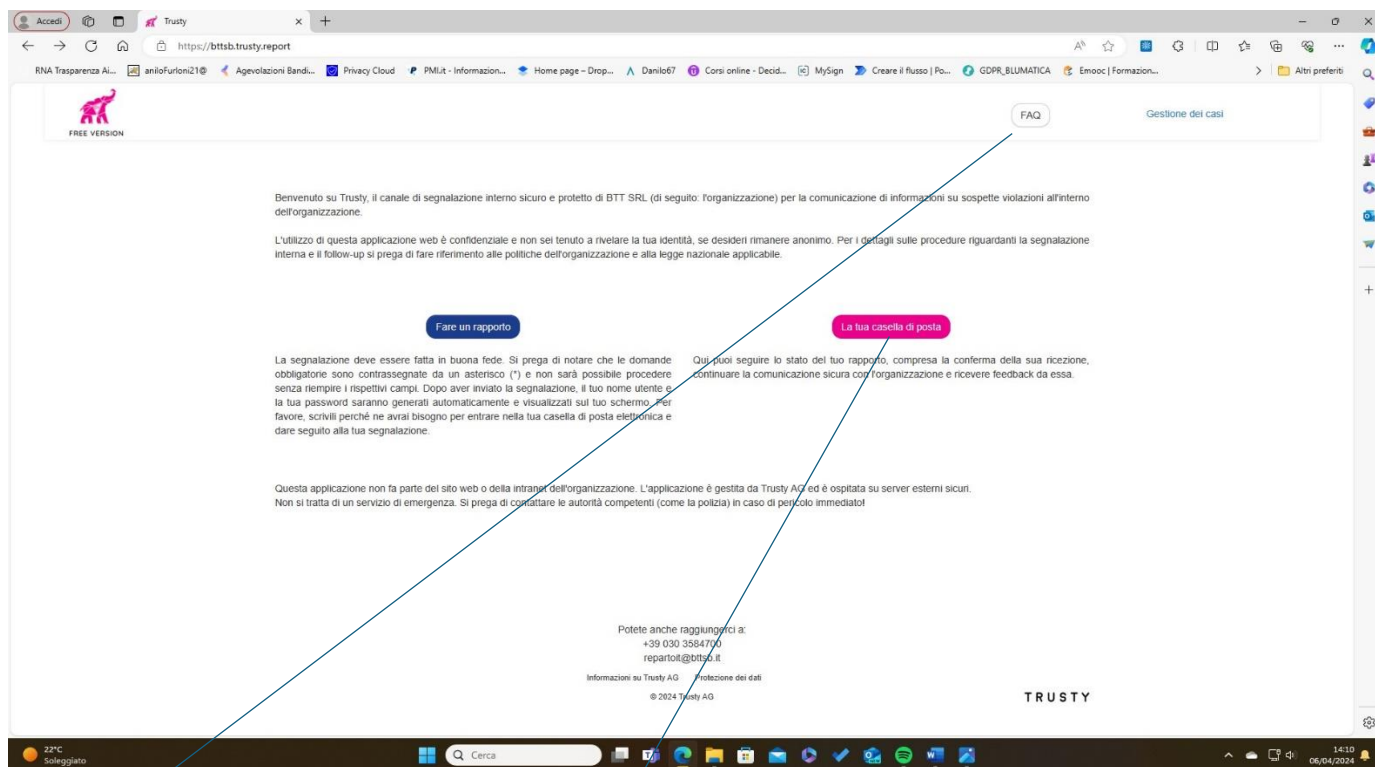 Accedi
Trusty
https://bttsb.trusty.report
RNA Trasparenza Ai...
aniloFurloni21@
Agevolazioni Bandi...
Privacy Cloud
PMI.it - Informazion...
Home page – Drop...
Danilo67
Corsi online - Decid...
MySign
Creare il flusso | Po...
GDPR_BLUMATICA
Emooc | Formazion...
Altri preferiti
FREE VERSION
FAQ
Gestione dei casi
Benvenuto su Trusty, il canale di segnalazione interno sicuro e protetto di BTT SRL (di seguito: l'organizzazione) per la comunicazione di informazioni su sospette violazioni all'interno
dell'organizzazione.
L'utilizzo di questa applicazione web è confidenziale e non sei tenuto a rivelare la tua identità, se desideri rimanere anonimo. Per i dettagli sulle procedure riguardanti la segnalazione
interna e il follow-up si prega di fare riferimento alle politiche dell'organizzazione e alla legge nazionale applicabile.
Fare un rapporto
La segnalazione deve essere fatta in buona fede. Si prega di notare che le domande
obbligatorie sono contrassegnate da un asterisco (*) e non sarà possibile procedere
senza riempire i rispettivi campi. Dopo aver inviato la segnalazione, il tuo nome utente e
la tua password saranno generati automaticamente e visualizzati sul tuo schermo. Per
favore, scrivili perché ne avrai bisogno per entrare nella tua casella di posta elettronica e
dare seguito alla tua segnalazione.
La tua casella di posta
Qui puoi seguire lo stato del tuo rapporto, compresa la conferma della sua ricezione,
continuare la comunicazione sicura con l'organizzazione e ricevere feedback da essa.
Questa applicazione non fa parte del sito web o della intranet dell'organizzazione. L'applicazione è gestita da Trusty AG ed è ospitata su server esterni sicuri.
Non si tratta di un servizio di emergenza. Si prega di contattare le autorità competenti (come la polizia) in caso di pericolo immediato!
Potete anche raggiungerci a:
+39 030 3584700
repartoit@bttsb.it
Informazioni su Trusty AG
Protezione dei dati
© 2024 Trusty AG
TRUSTY
22°C
Soleggiato
Cerca
14:10
06/04/2024